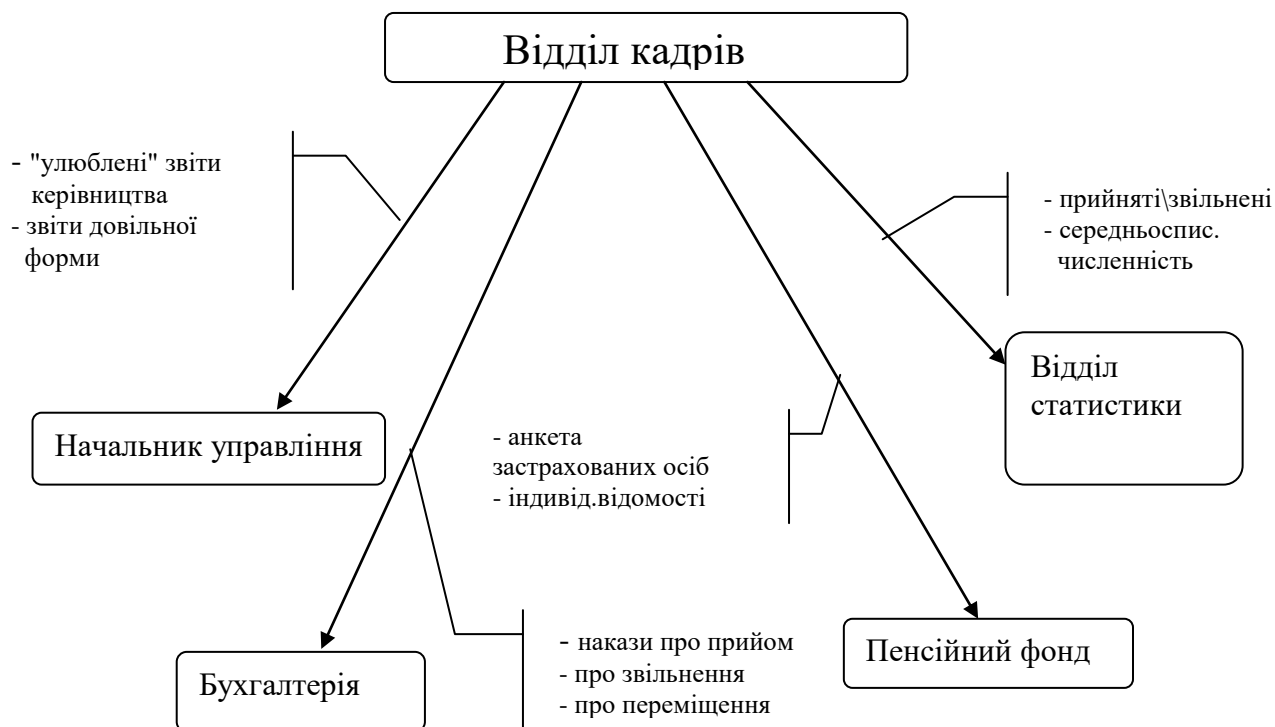 Відділ кадрів
- "улюблені" звіти
керівництва
- звіти довільної
форми
- прийняті\звільнені
- середньоспис.
численність
Відділ
статистики
Начальник управління
- анкета
застрахованих осіб
- індивід.відомості
- накази про прийом
- про звільнення
- про переміщення
Пенсійний фонд
Бухгалтерія